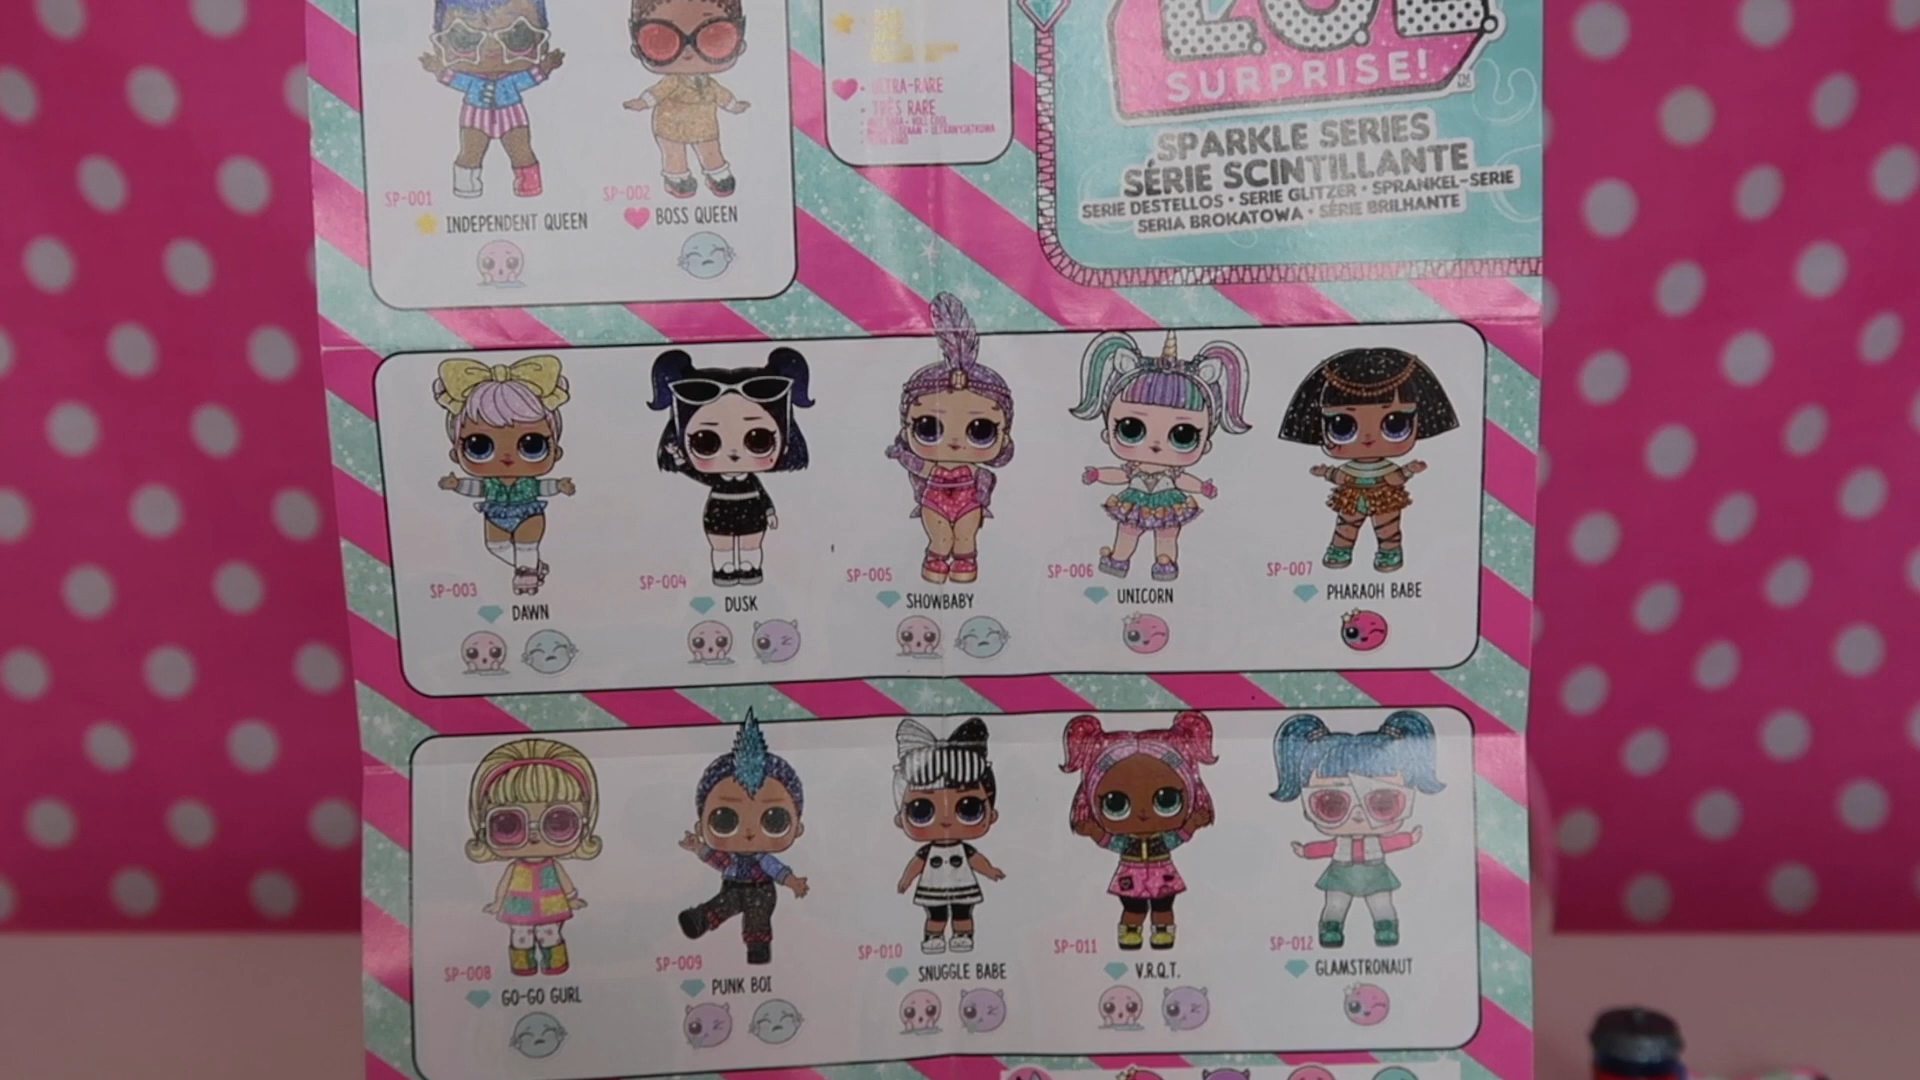 L.O.L.
SURPRISE!™
SPARKLE SERIES
SÉRIE SCINTILLANTE
SERIE DESTELLOS • SERIE GLITZER • SPRANKEL-SERIE
SERIA BROKATOWA • SÉRIE BRILHANTE
• ULTRA-RARE
• TRÈS RARE
SP-001
INDEPENDENT QUEEN
SP-002
BOSS QUEEN
SP-003
DAWN
SP-004
DUSK
SP-005
SHOWBABY
SP-006
UNICORN
SP-007
PHARAOH BABE
SP-008
GO-GO GURL
SP-009
PUNK BOI
SP-010
SNUGGLE BABE
SP-011
V.R.Q.T.
SP-012
GLAMSTRONAUT